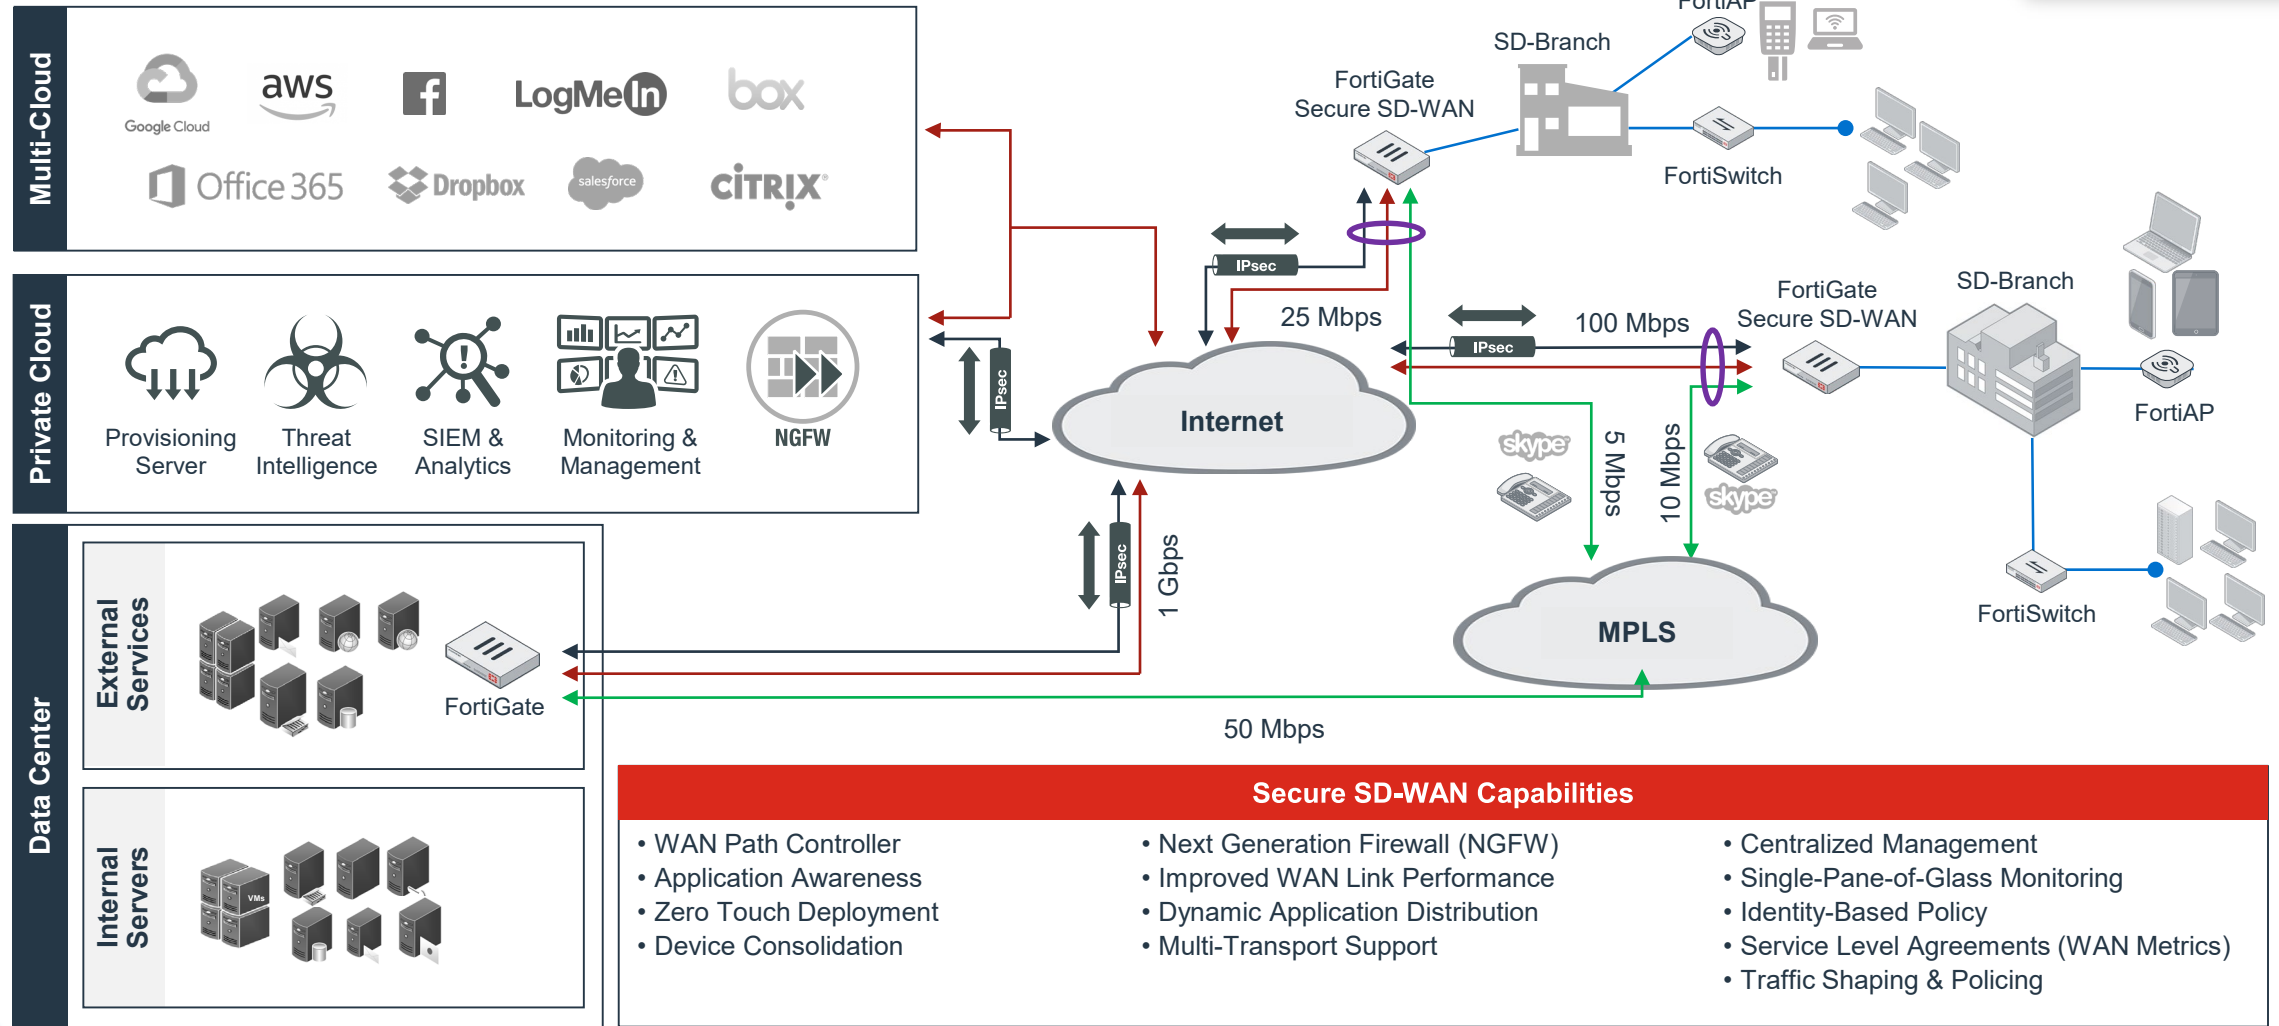 Multi-Cloud
Google Cloud
aws
LogMeIn
box
Office 365
Dropbox
salesforce
CİTRIX®
Private Cloud
Provisioning
Server
Threat
Intelligence
SIEM &
Analytics
Monitoring &
Management
NGFW
Data Center
External
Services
FortiGate
Internal
Servers
VMs
IPsec
IPsec
1 Gbps
50 Mbps
Internet
MPLS
IPsec
25 Mbps
IPsec
100 Mbps
skype
5 Mbps
10 Mbps
skype
FortiGate
Secure SD-WAN
SD-Branch
FortiAP
FortiSwitch
FortiGate
Secure SD-WAN
SD-Branch
FortiAP
FortiSwitch
Secure SD-WAN Capabilities
• WAN Path Controller
• Application Awareness
• Zero Touch Deployment
• Device Consolidation
• Next Generation Firewall (NGFW)
• Improved WAN Link Performance
• Dynamic Application Distribution
• Multi-Transport Support
• Centralized Management
• Single-Pane-of-Glass Monitoring
• Identity-Based Policy
• Service Level Agreements (WAN Metrics)
• Traffic Shaping & Policing